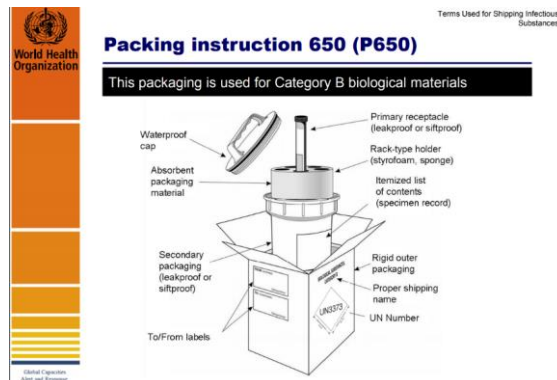 Terms Used for Shipping Infectious
Substances
World Health
Organization
Packing instruction 650 (P650)
This packaging is used for Category B biological materials
Waterproof
cap
Absorbent
packaging
material
Secondary
packaging
(leakproof or
siftproof)
To/From labels
Primary receptacle
(leakproof or siftproof)
Rack-type holder
(styrofoam, sponge)
Itemized list
of contents
(specimen record)
Rigid outer
packaging
Proper shipping
name
UN Number
UN3373
Global Capacities
Alert and Response